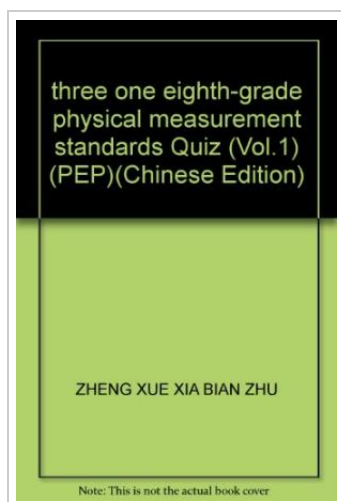 three one eighth-grade
physical measurement
standards Quiz (Vol.1)
(PEP)(Chinese Edition)
ZHENG XUE XIA BIAN ZHU
Note: This is not the actual book cover